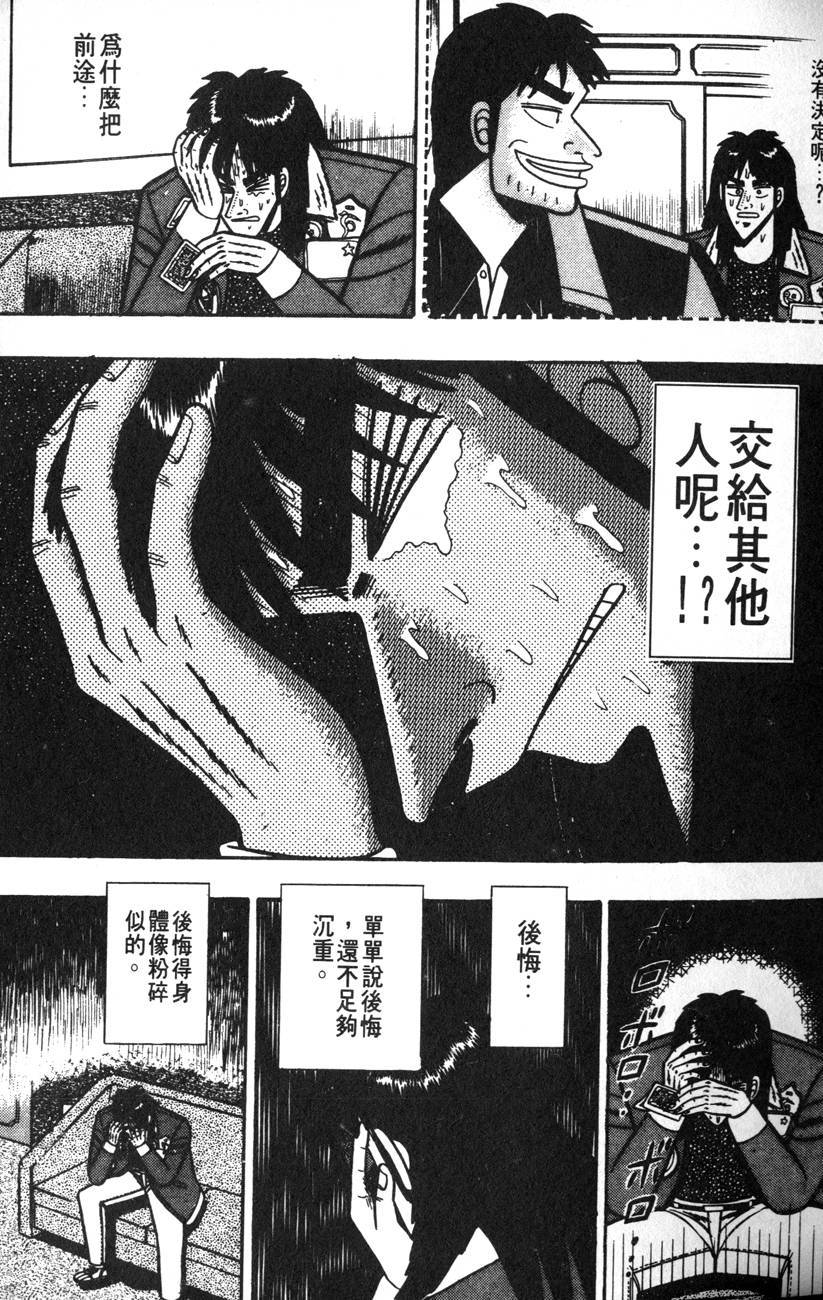 沒有決定呢…?
爲什麼把
前途…
交給其他
人呢…!?
ボロ
ボロ…
ボロ
後悔…
單單說後悔
，還不足夠
沉重。
後悔得身
體像粉碎
似的。